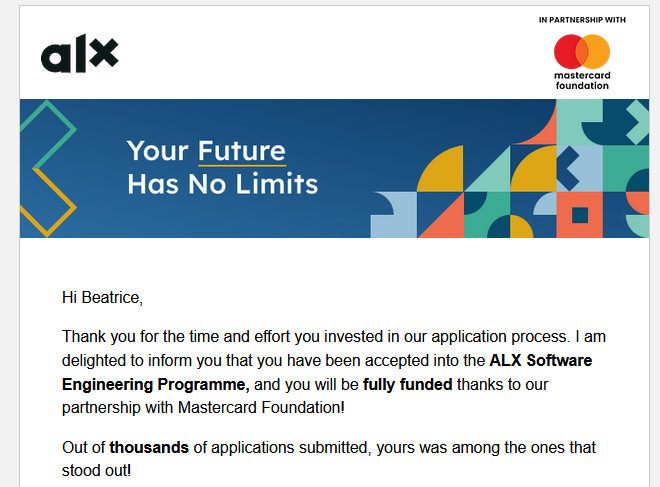 alx
IN PARTNERSHIP WITH
mastercard
foundation
Your Future
Has No Limits
Hi Beatrice,
Thank you for the time and effort you invested in our application process. I am
delighted to inform you that you have been accepted into the ALX Software
Engineering Programme, and you will be fully funded thanks to our
partnership with Mastercard Foundation!
Out of thousands of applications submitted, yours was among the ones that
stood out!